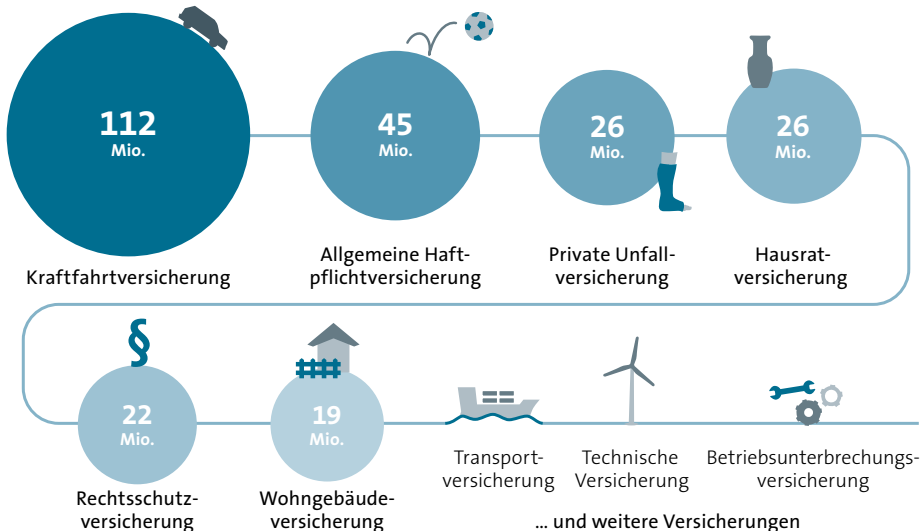 112
Mio.
45
Mio.
26
Mio.
26
Mio.
Kraftfahrtversicherung
Allgemeine Haft-
pflichtversicherung
Private Unfall-
versicherung
Hausrat-
versicherung
§
22
Mio.
19
Mio.
Rechtsschutz-
versicherung
Wohngebäude-
versicherung
Transport-
versicherung
Technische
Versicherung
Betriebsunterbrechungs-
versicherung
... und weitere Versicherungen